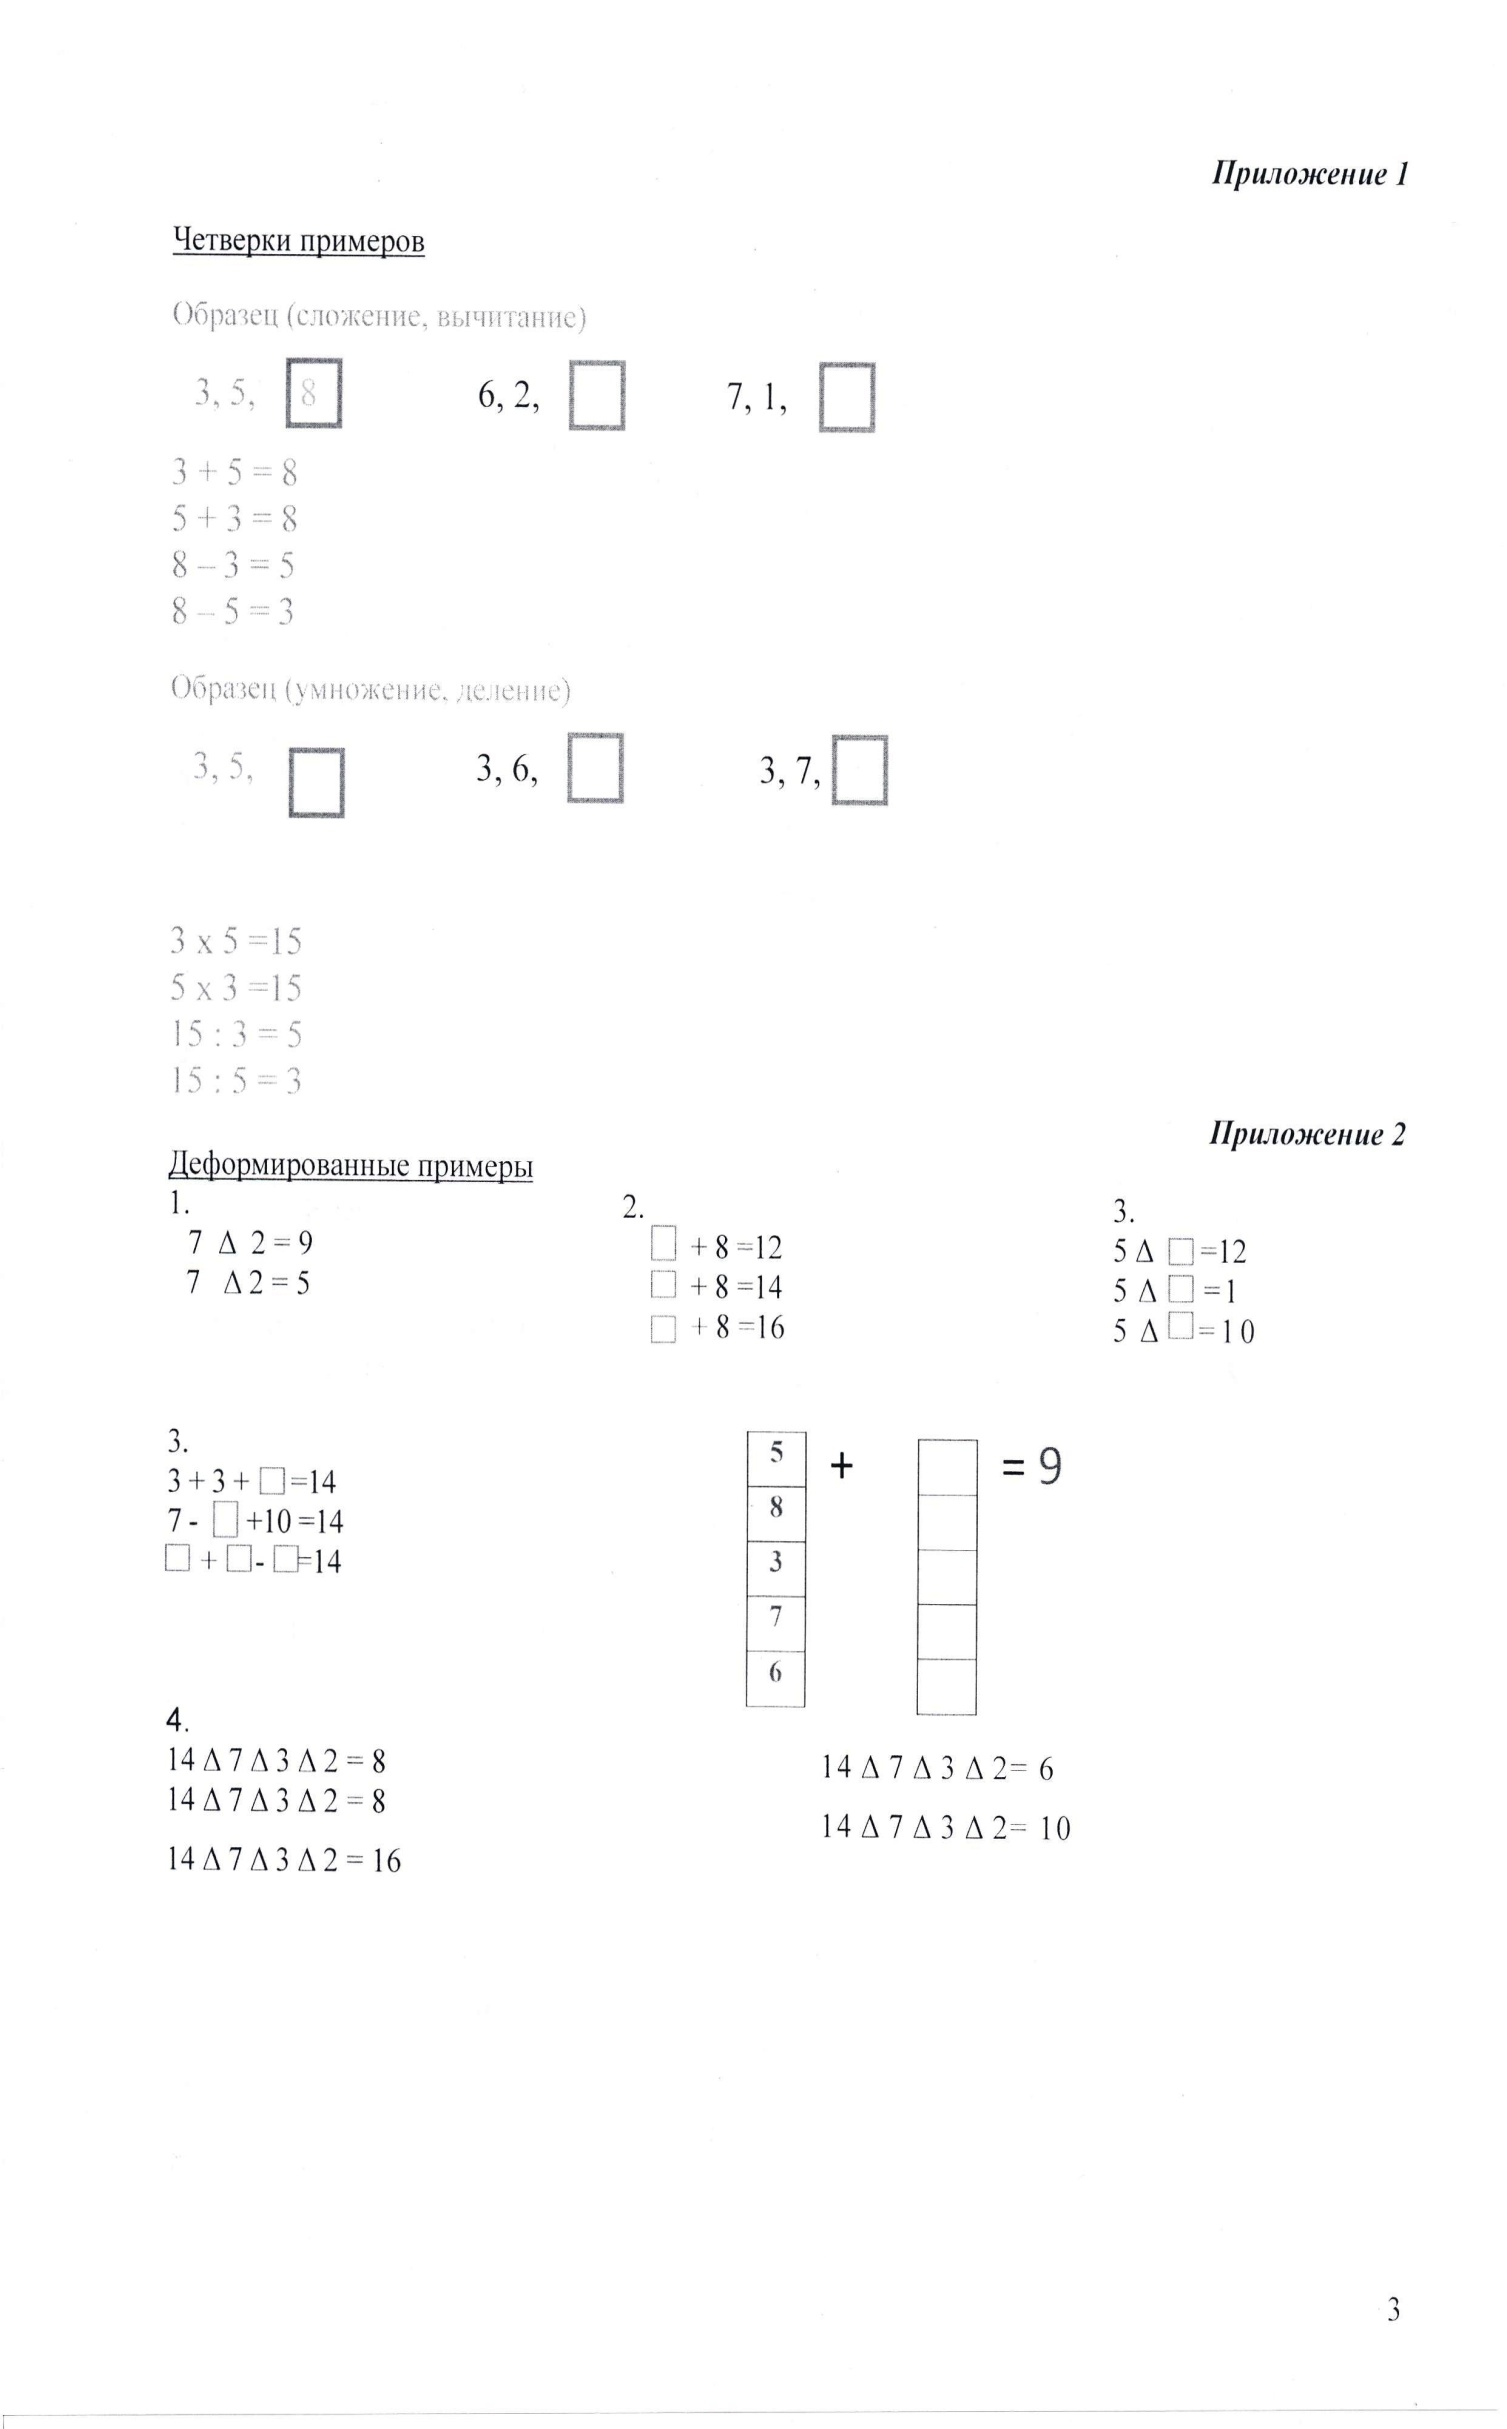 Приложение 1
Четверки примеров
Образец (сложение, вычитание)
3, 5, 8 6, 2, □ 7, 1, □
3 + 5 = 8
5 + 3 = 8
8 – 3 = 5
8 – 5 = 3
Образец (умножение, деление)
3, 5, □ 3, 6, □ 3, 7, □
3 х 5 =15
5 х 3 =15
15 : 3 = 5
15 : 5 = 3
Приложение 2
Деформированные примеры
1.
7 Δ 2 = 9
7 Δ 2 = 5
2.
□ + 8 =12
□ + 8 =14
□ + 8 =16
3.
5 Δ □ =12
5 Δ □ =1
5 Δ □ = 10
3.
3 + 3 + □ =14
7 - □ +10 =14
□ + □ - □ =14
5 + □ = 9
8
3
7
6
4.
14 Δ 7 Δ 3 Δ 2 = 8
14 Δ 7 Δ 3 Δ 2 = 8
14 Δ 7 Δ 3 Δ 2 = 16
14 Δ 7 Δ 3 Δ 2= 6
14 Δ 7 Δ 3 Δ 2= 10
3